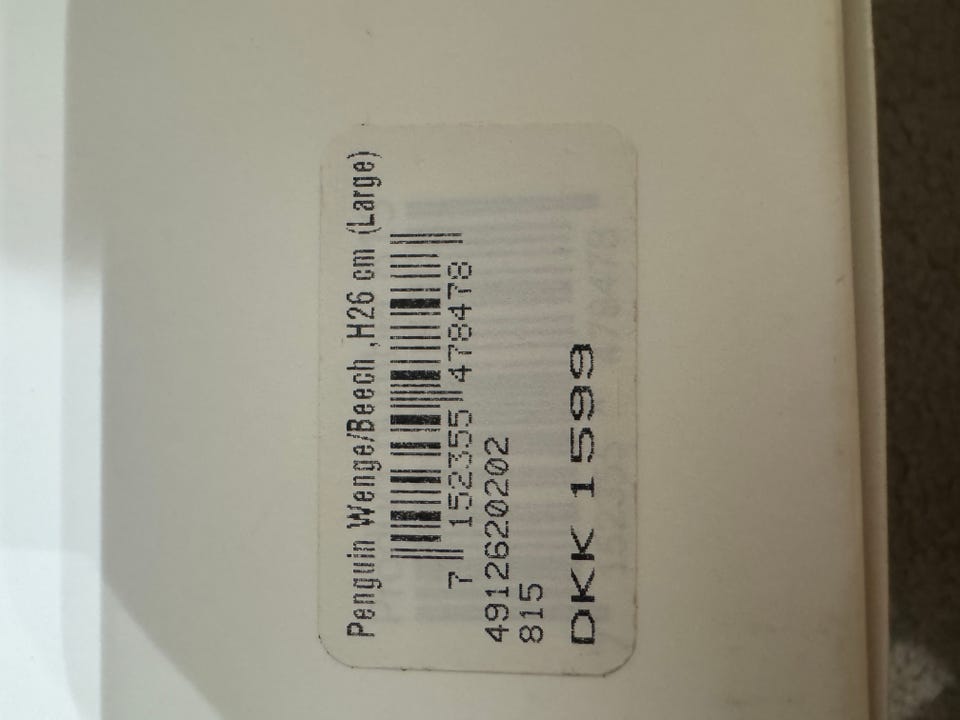 Penguin Wenge/Beech ,H26 cm (Large)
7 152355 478478
4912620202
815
DKK 1599